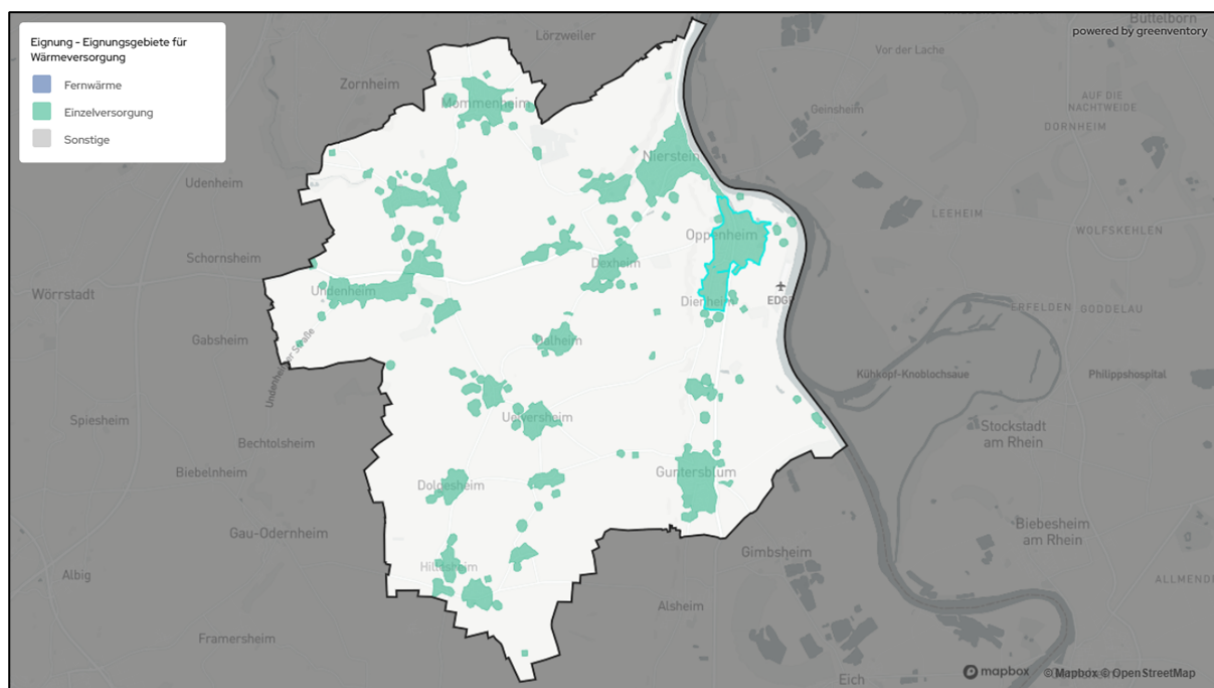 Eignung - Eignungsgebiete für
Wärmeversorgung
Fernwärme
Einzelversorgung
Sonstige
powered by greenventory
Büttelborn
Lörzweiler
Vor der Lache
Zornheim
Mommenheim
Geinsheim
AUF DIE
NACHTWEIDE
DORNHEIM
Nierstein
Udenheim
LEEHEIM
Oppenheim
WOLFSKEHLEN
Schornsheim
Dexheim
Wörrstadt
Undenheim
Dienheim
ERFELDEN
GODDELAU
Gabsheim
Dalheim
Undenheimer Straße
Kühkopf-Knoblochsaue
Philippshospital
Spiesheim
Uelversheim
Stockstadt
am Rhein
Bechtolsheim
Biebelnheim
Guntersblum
Dolgesheim
Gau-Odernheim
Biebesheim
am Rhein
Gimbsheim
Albig
Hillesheim
Alsheim
Framersheim
Eich
mapbox
© Mapbox © OpenStreetMap